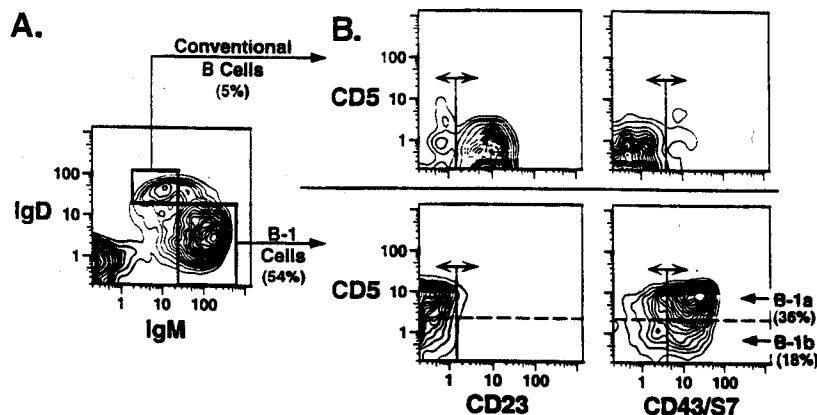 A.
Conventional
B Cells
(5%)
100
IgD
10
1
1 10 100
IgM
B-1
Cells
(54%)
B.
100
CD5
10
1
100
CD5
10
1
1 10 100
CD23
1 10 100
CD43/S7
B-1a
(36%)
B-1b
(18%)